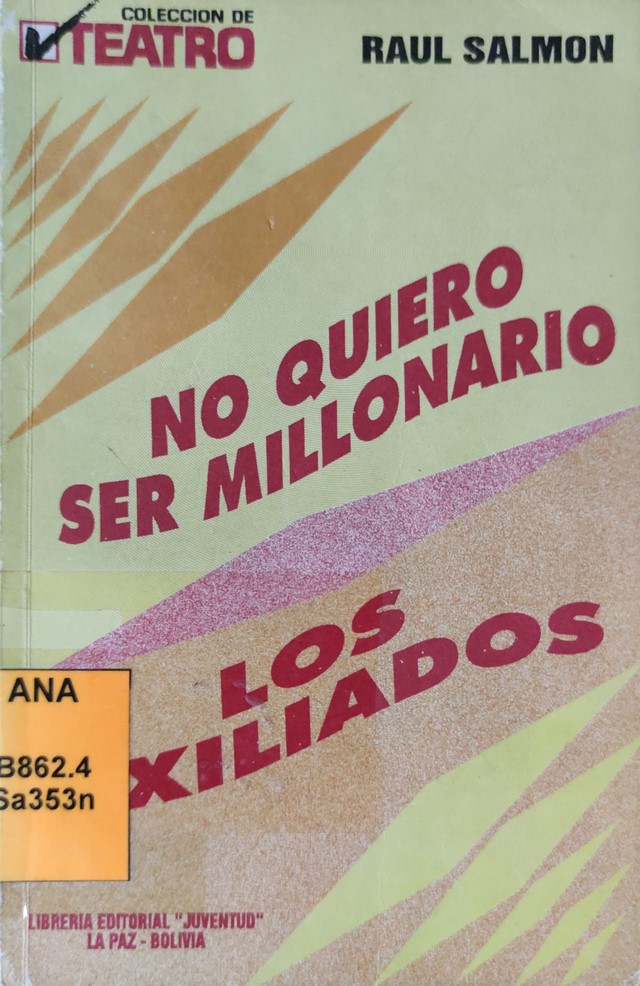 COLECCION DE
TEATRO
RAUL SALMON
NO QUIERO
SER MILLONARIO
LOS
XILIADOS
ANA
B862.4
Sa353n
LIBRERIA EDITORIAL "JUVENTUD"
LA PAZ - BOLIVIA